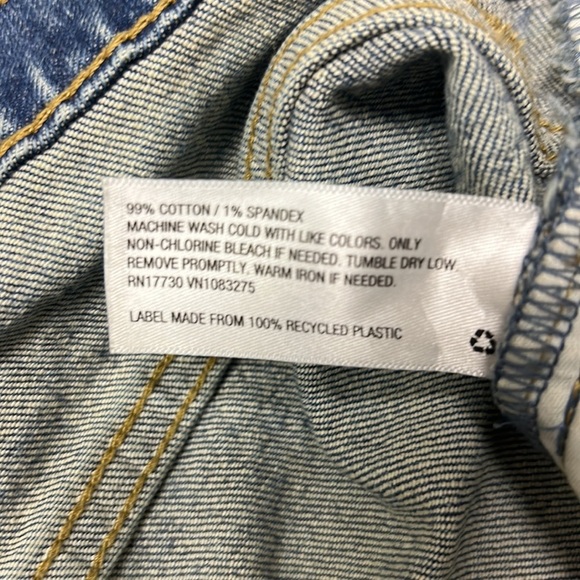 99% COTTON / 1% SPANDEX
MACHINE WASH COLD WITH LIKE COLORS. ONLY
NON-CHLORINE BLEACH IF NEEDED. TUMBLE DRY LOW.
REMOVE PROMPTLY. WARM IRON IF NEEDED.
RN17730 VN1083275
LABEL MADE FROM 100% RECYCLED PLASTIC